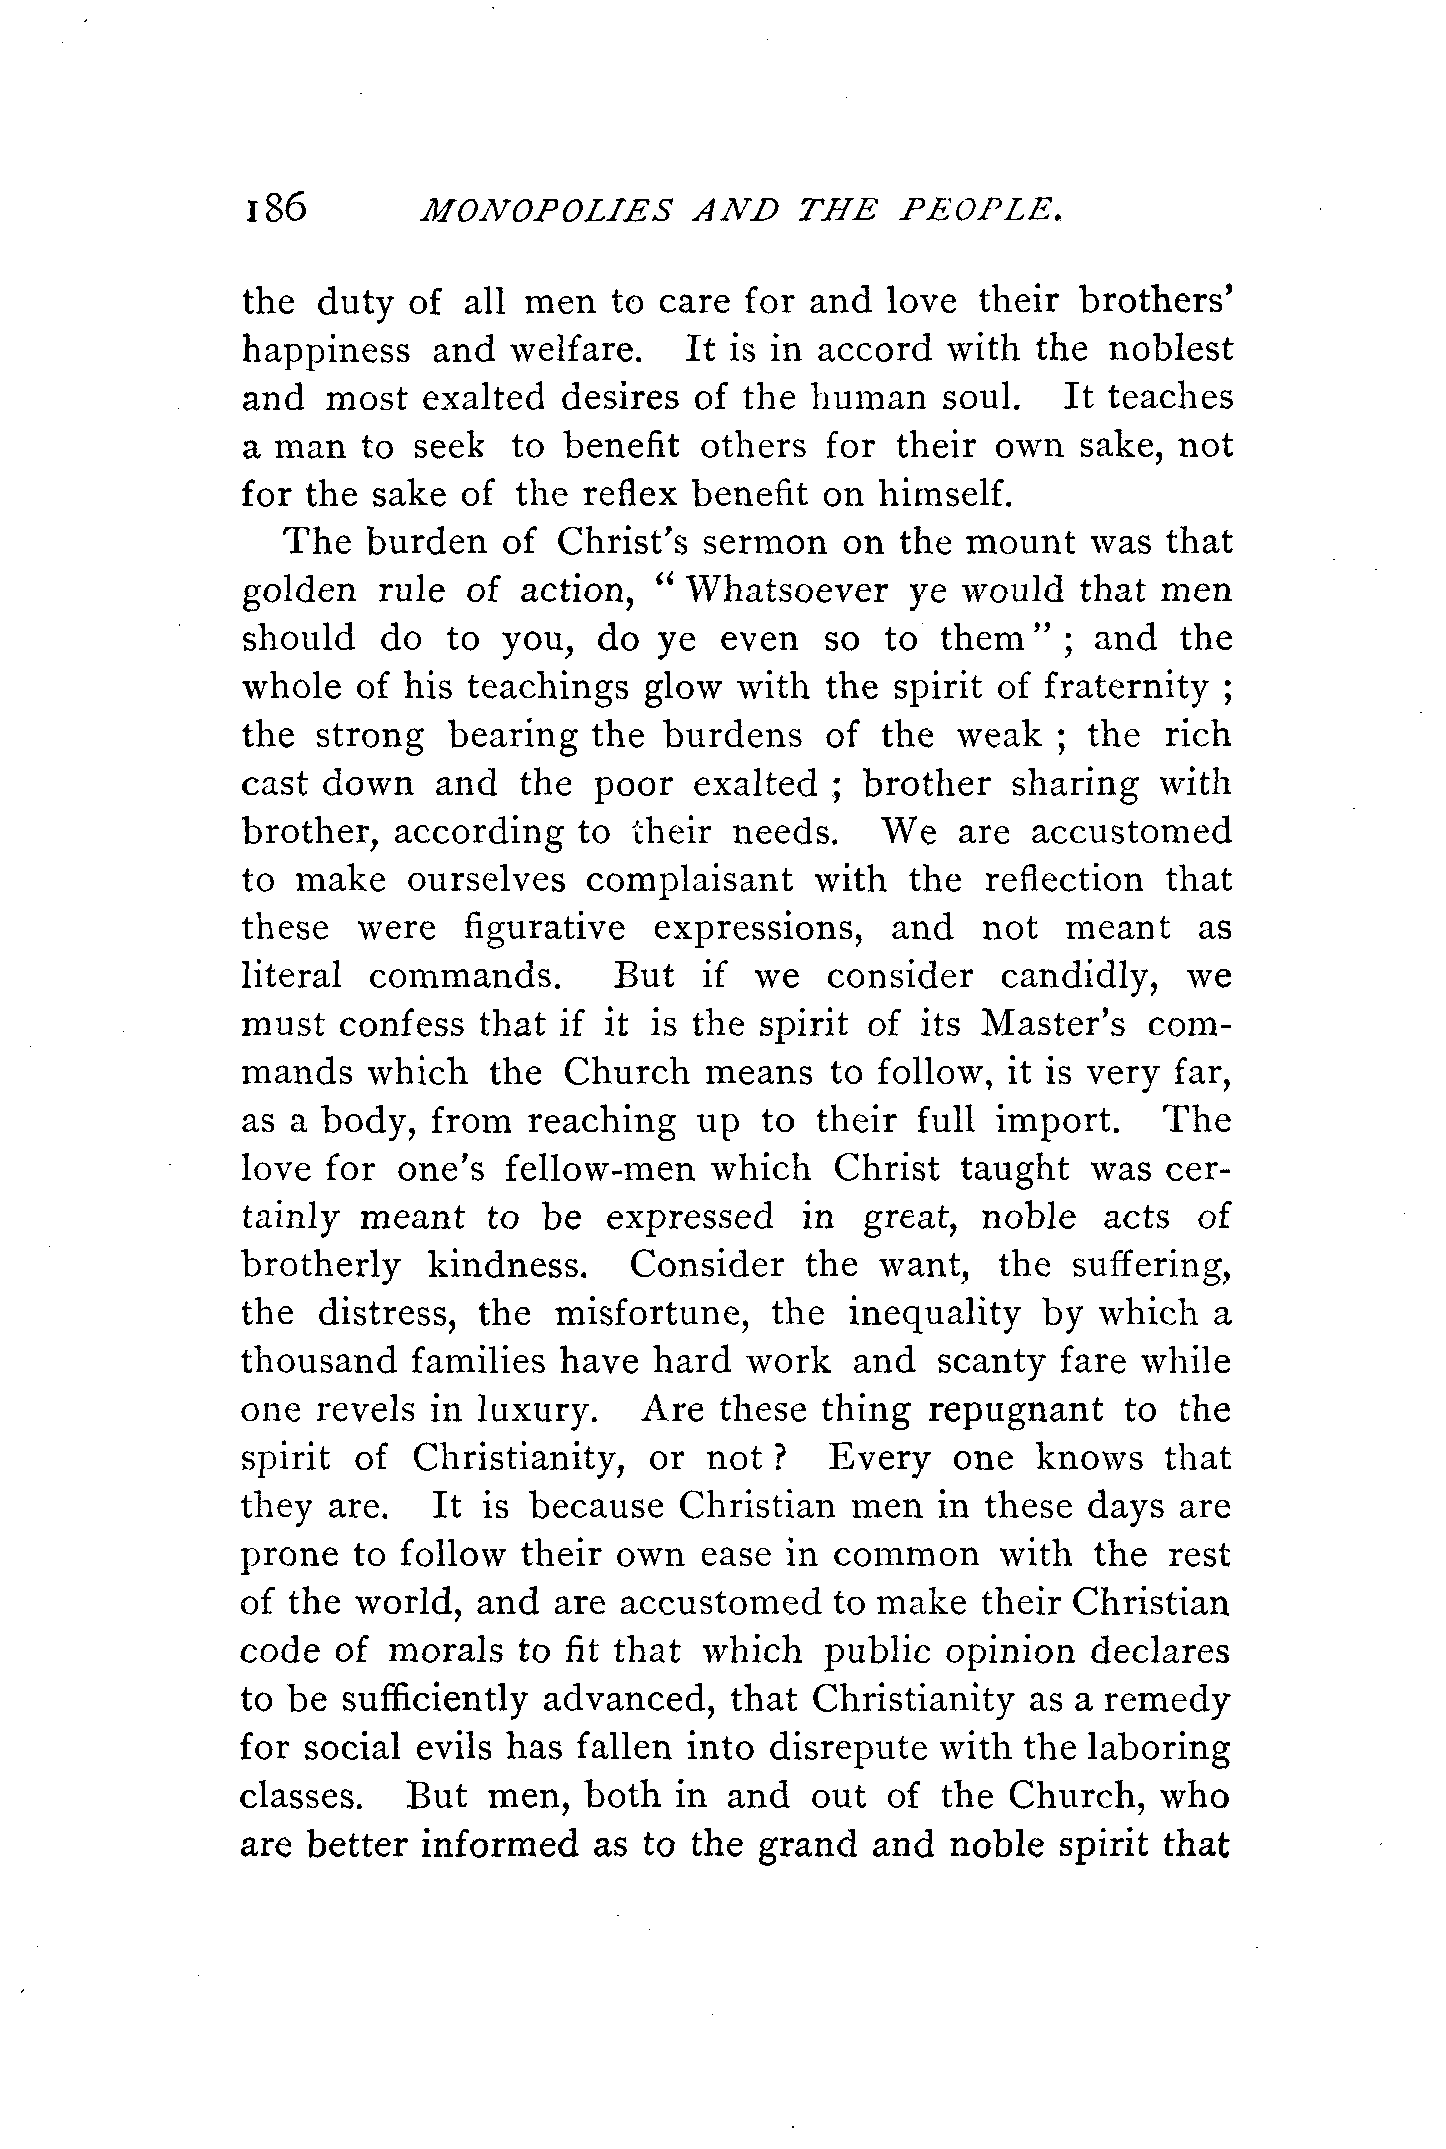 186 MONOPOLIES AND THE PEOPLE.
the duty of all men to care for and love their brothers'
happiness and welfare. It is in accord with the noblest
and most exalted desires of the human soul. It teaches
a man to seek to benefit others for their own sake, not
for the sake of the reflex benefit on himself.
The burden of Christ's sermon on the mount was that
golden rule of action, “ Whatsoever ye would that men
should do to you, do ye even so to them ” ; and the
whole of his teachings glow with the spirit of fraternity ;
the strong bearing the burdens of the weak ; the rich
cast down and the poor exalted ; brother sharing with
brother, according to their needs. We are accustomed
to make ourselves complaisant with the reflection that
these were figurative expressions, and not meant as
literal commands. But if we consider candidly, we
must confess that if it is the spirit of its Master's com-
mands which the Church means to follow, it is very far,
as a body, from reaching up to their full import. The
love for one's fellow-men which Christ taught was cer-
tainly meant to be expressed in great, noble acts of
brotherly kindness. Consider the want, the suffering,
the distress, the misfortune, the inequality by which a
thousand families have hard work and scanty fare while
one revels in luxury. Are these thing repugnant to the
spirit of Christianity, or not ? Every one knows that
they are. It is because Christian men in these days are
prone to follow their own ease in common with the rest
of the world, and are accustomed to make their Christian
code of morals to fit that which public opinion declares
to be sufficiently advanced, that Christianity as a remedy
for social evils has fallen into disrepute with the laboring
classes. But men, both in and out of the Church, who
are better informed as to the grand and noble spirit that